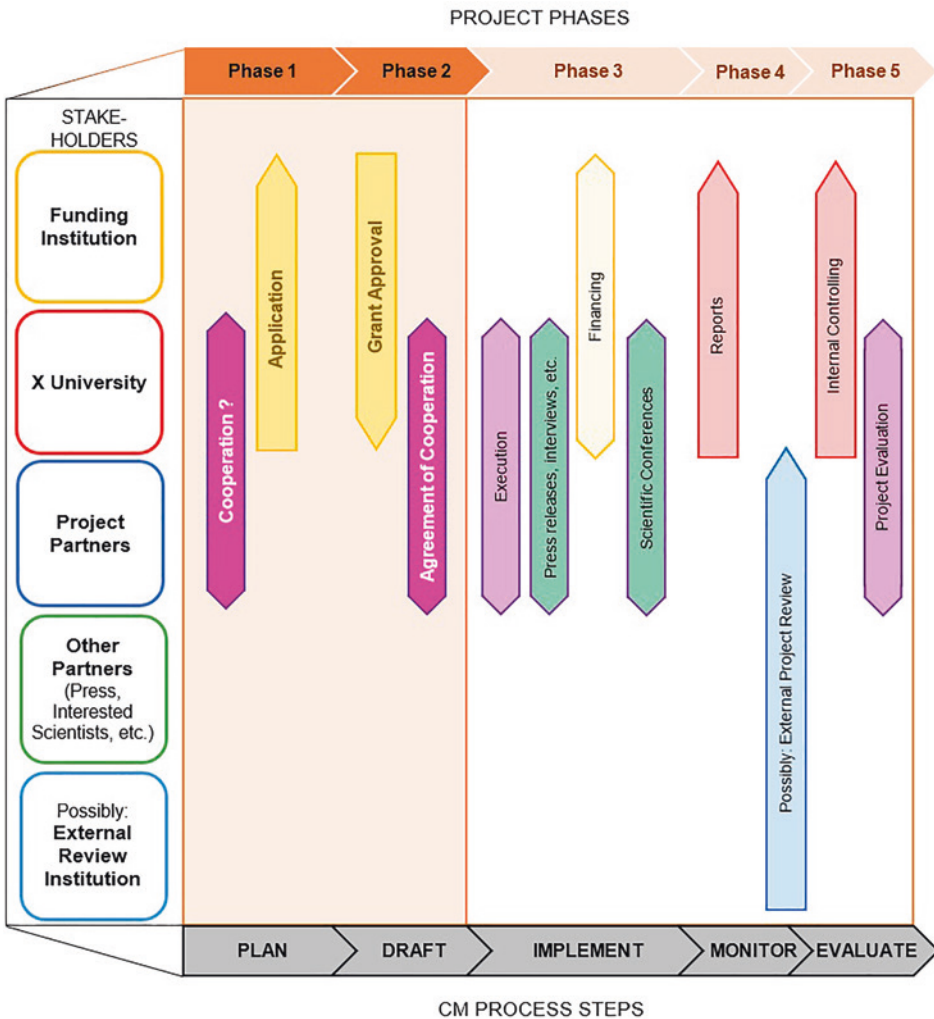 PROJECT PHASES
Phase 1
Phase 2
Phase 3
Phase 4
Phase 5
STAKE-
HOLDERS
Funding
Institution
X University
Project
Partners
Other
Partners
(Press,
Interested
Scientists, etc.)
Possibly:
External
Review
Institution
Cooperation ?
Application
Grant Approval
Agreement of Cooperation
Execution
Press releases, interviews, etc.
Financing
Scientific Conferences
Reports
Possibly: External Project Review
Internal Controlling
Project Evaluation
PLAN
DRAFT
IMPLEMENT
MONITOR
EVALUATE
CM PROCESS STEPS